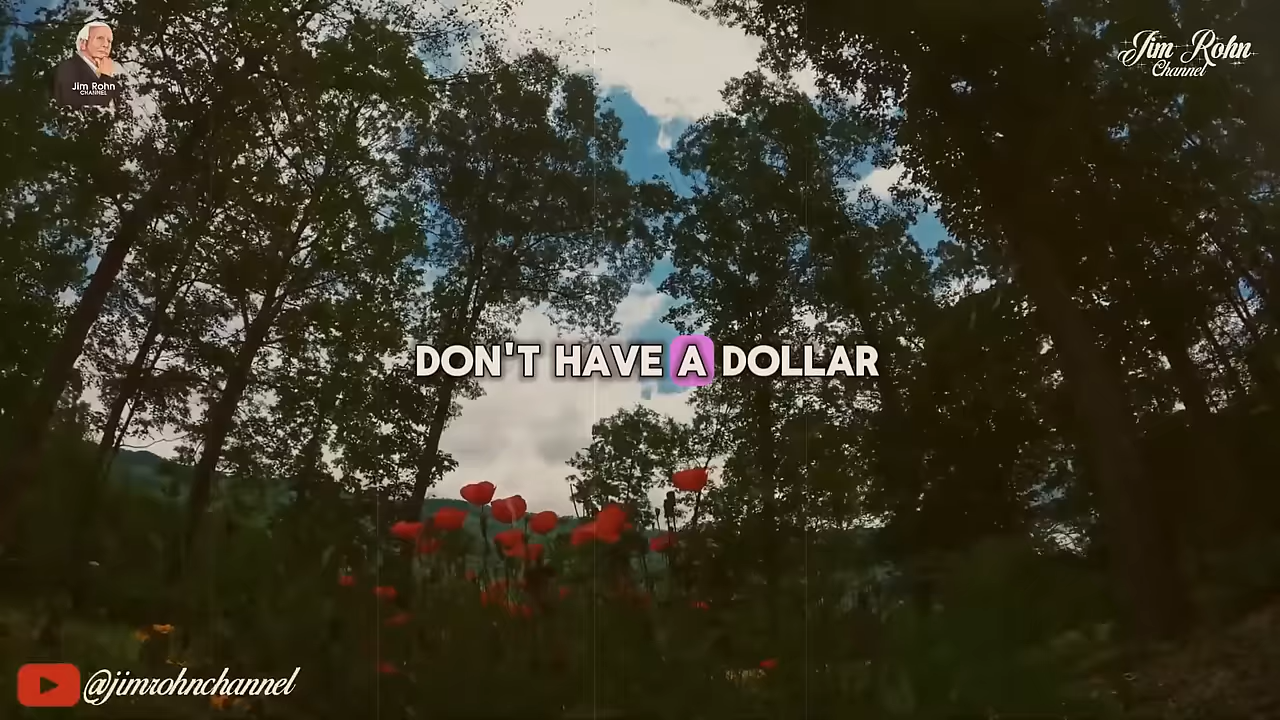 Jim Rohn
CHANNEL
Jim Rohn
Channel
DON'T HAVE A DOLLAR
@jimrohnchannel